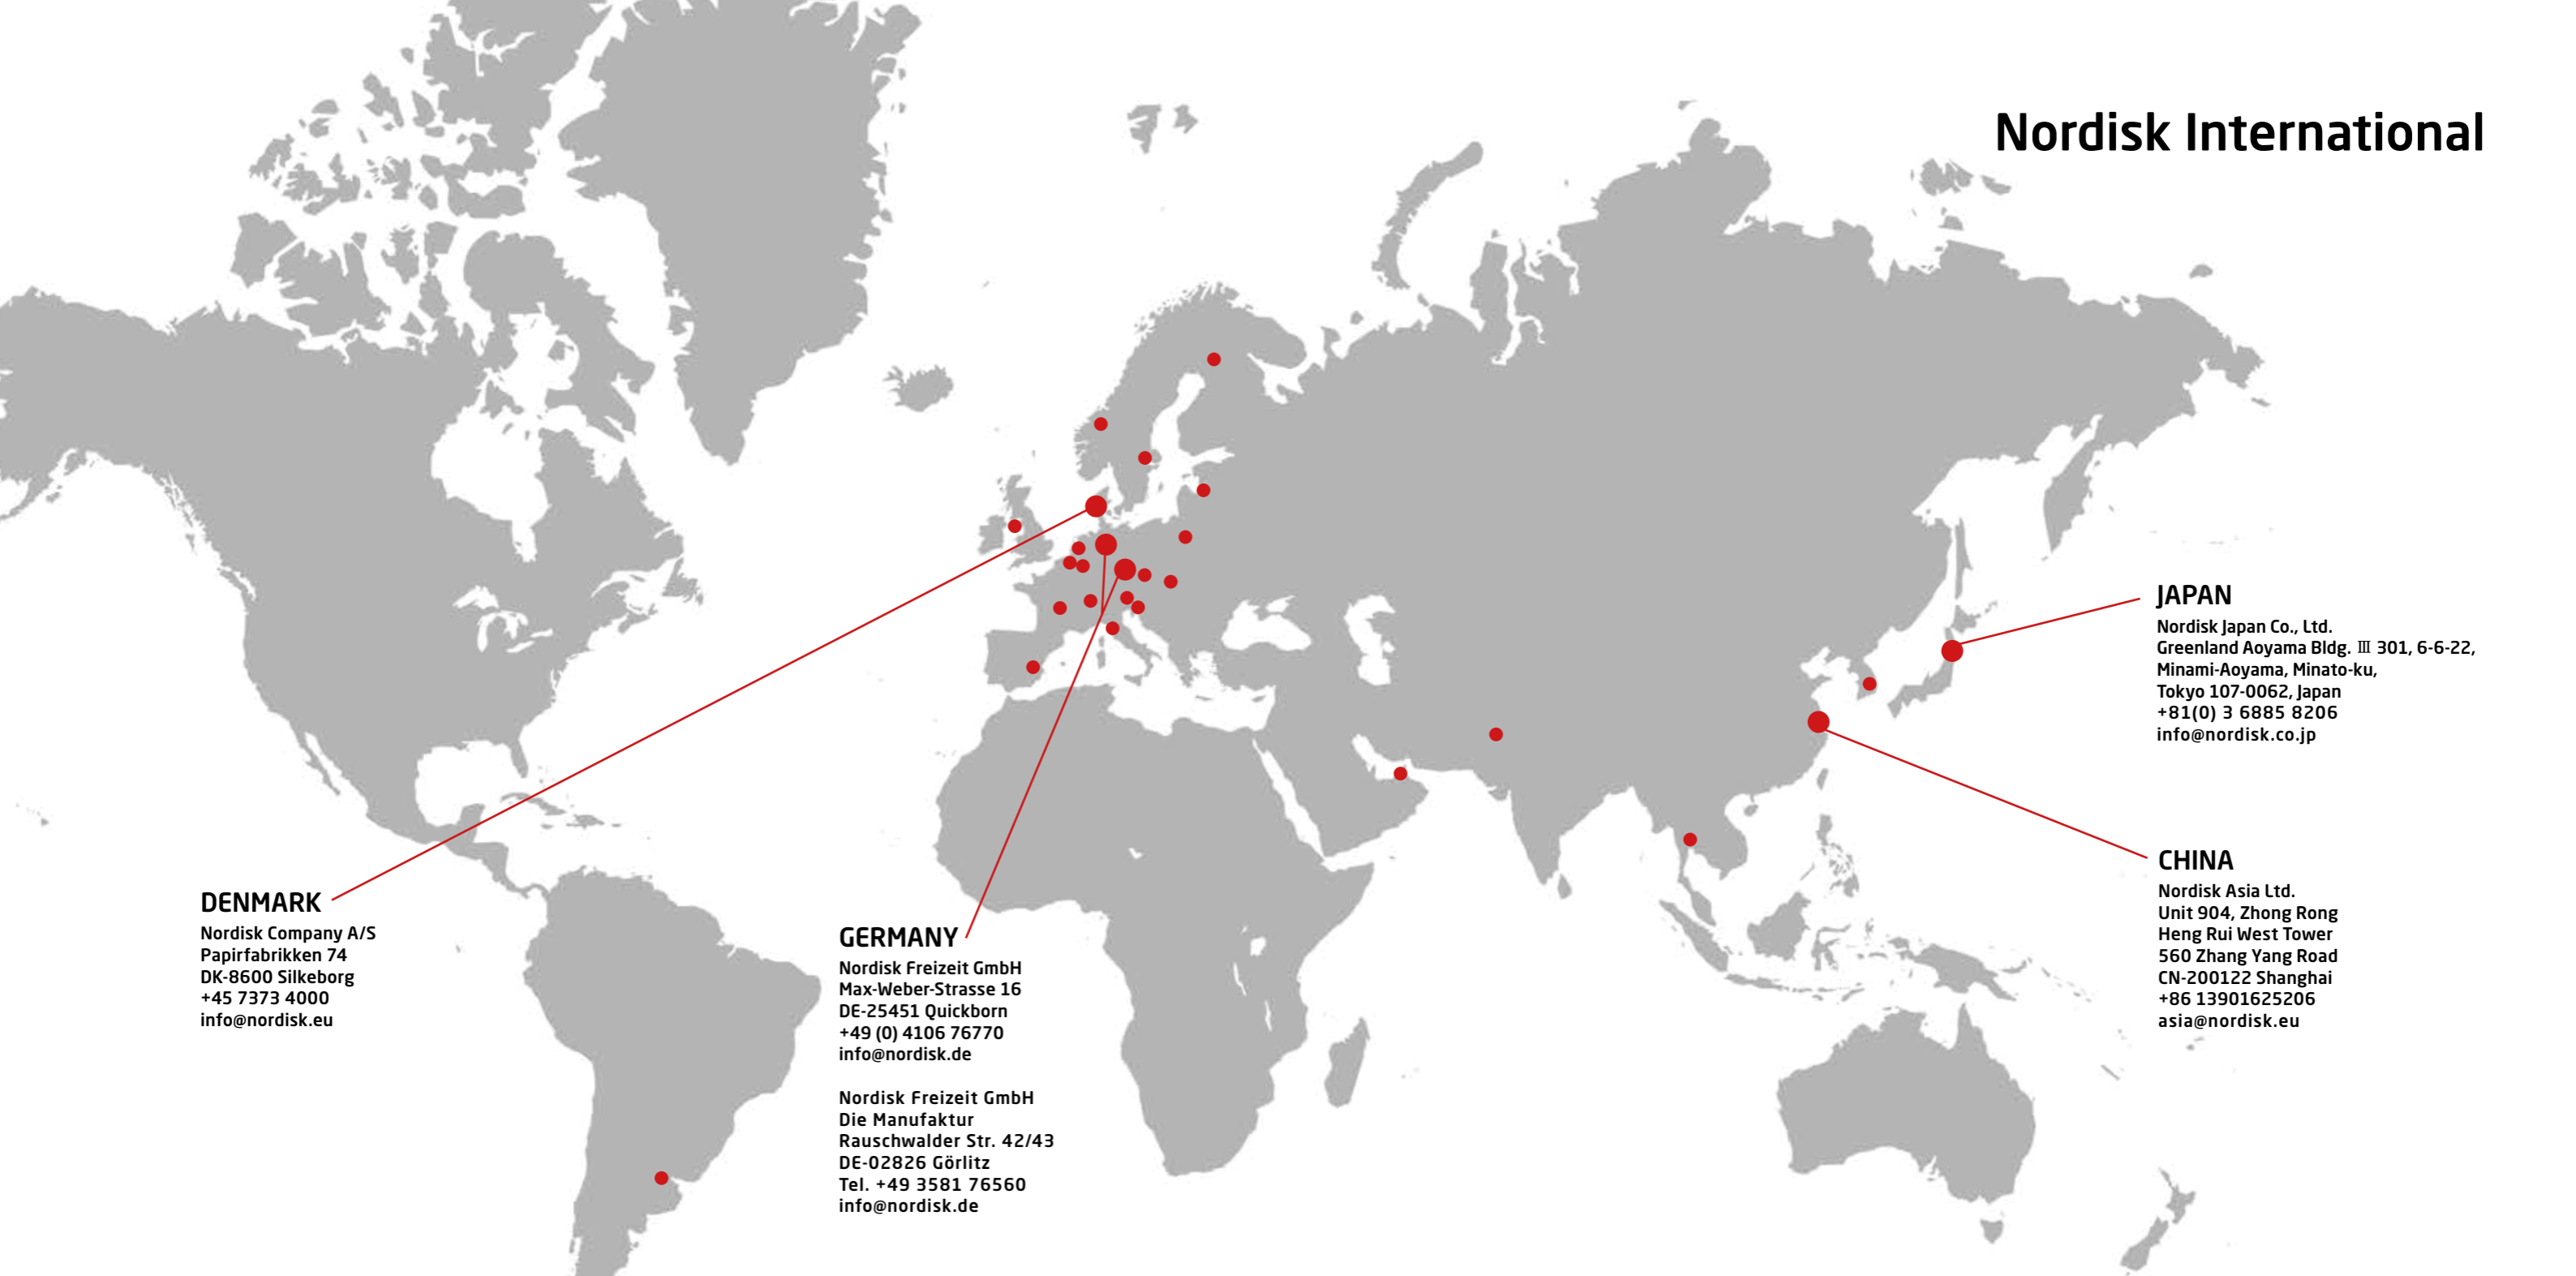 Nordisk International
JAPAN
Nordisk Japan Co., Ltd.
Greenland Aoyama Bldg. Ⅲ 301, 6-6-22,
Minami-Aoyama, Minato-ku,
Tokyo 107-0062, Japan
+81(0) 3 6885 8206
info@nordisk.co.jp
CHINA
Nordisk Asia Ltd.
Unit 904, Zhong Rong
Heng Rui West Tower
560 Zhang Yang Road
CN-200122 Shanghai
+86 13901625206
asia@nordisk.eu
DENMARK
Nordisk Company A/S
Papirfabrikken 74
DK-8600 Silkeborg
+45 7373 4000
info@nordisk.eu
GERMANY
Nordisk Freizeit GmbH
Max-Weber-Strasse 16
DE-25451 Quickborn
+49 (0) 4106 76770
info@nordisk.de
Nordisk Freizeit GmbH
Die Manufaktur
Rauschwalder Str. 42/43
DE-02826 Görlitz
Tel. +49 3581 76560
info@nordisk.de